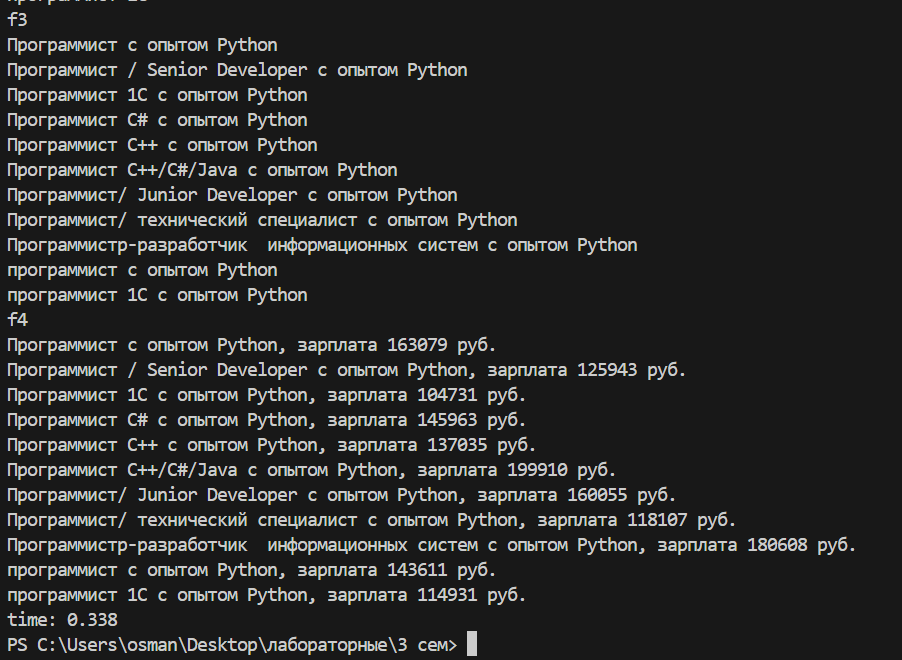 f3
Программист с опытом Python
Программист / Senior Developer с опытом Python
Программист 1С с опытом Python
Программист C# с опытом Python
Программист C++ с опытом Python
Программист C++/C#/Java с опытом Python
Программист/ Junior Developer с опытом Python
Программист/ технический специалист с опытом Python
Программистр-разработчик  информационных систем с опытом Python
программист с опытом Python
программист 1С с опытом Python
f4
Программист с опытом Python, зарплата 163079 руб.
Программист / Senior Developer с опытом Python, зарплата 125943 руб.
Программист 1С с опытом Python, зарплата 104731 руб.
Программист C# с опытом Python, зарплата 145963 руб.
Программист C++ с опытом Python, зарплата 137035 руб.
Программист C++/C#/Java с опытом Python, зарплата 199910 руб.
Программист/ Junior Developer с опытом Python, зарплата 160055 руб.
Программист/ технический специалист с опытом Python, зарплата 118107 руб.
Программистр-разработчик  информационных систем с опытом Python, зарплата 180608 руб.
программист с опытом Python, зарплата 143611 руб.
программист 1С с опытом Python, зарплата 114931 руб.
time: 0.338
PS C:\Users\osman\Desktop\лабораторные\3 сем>